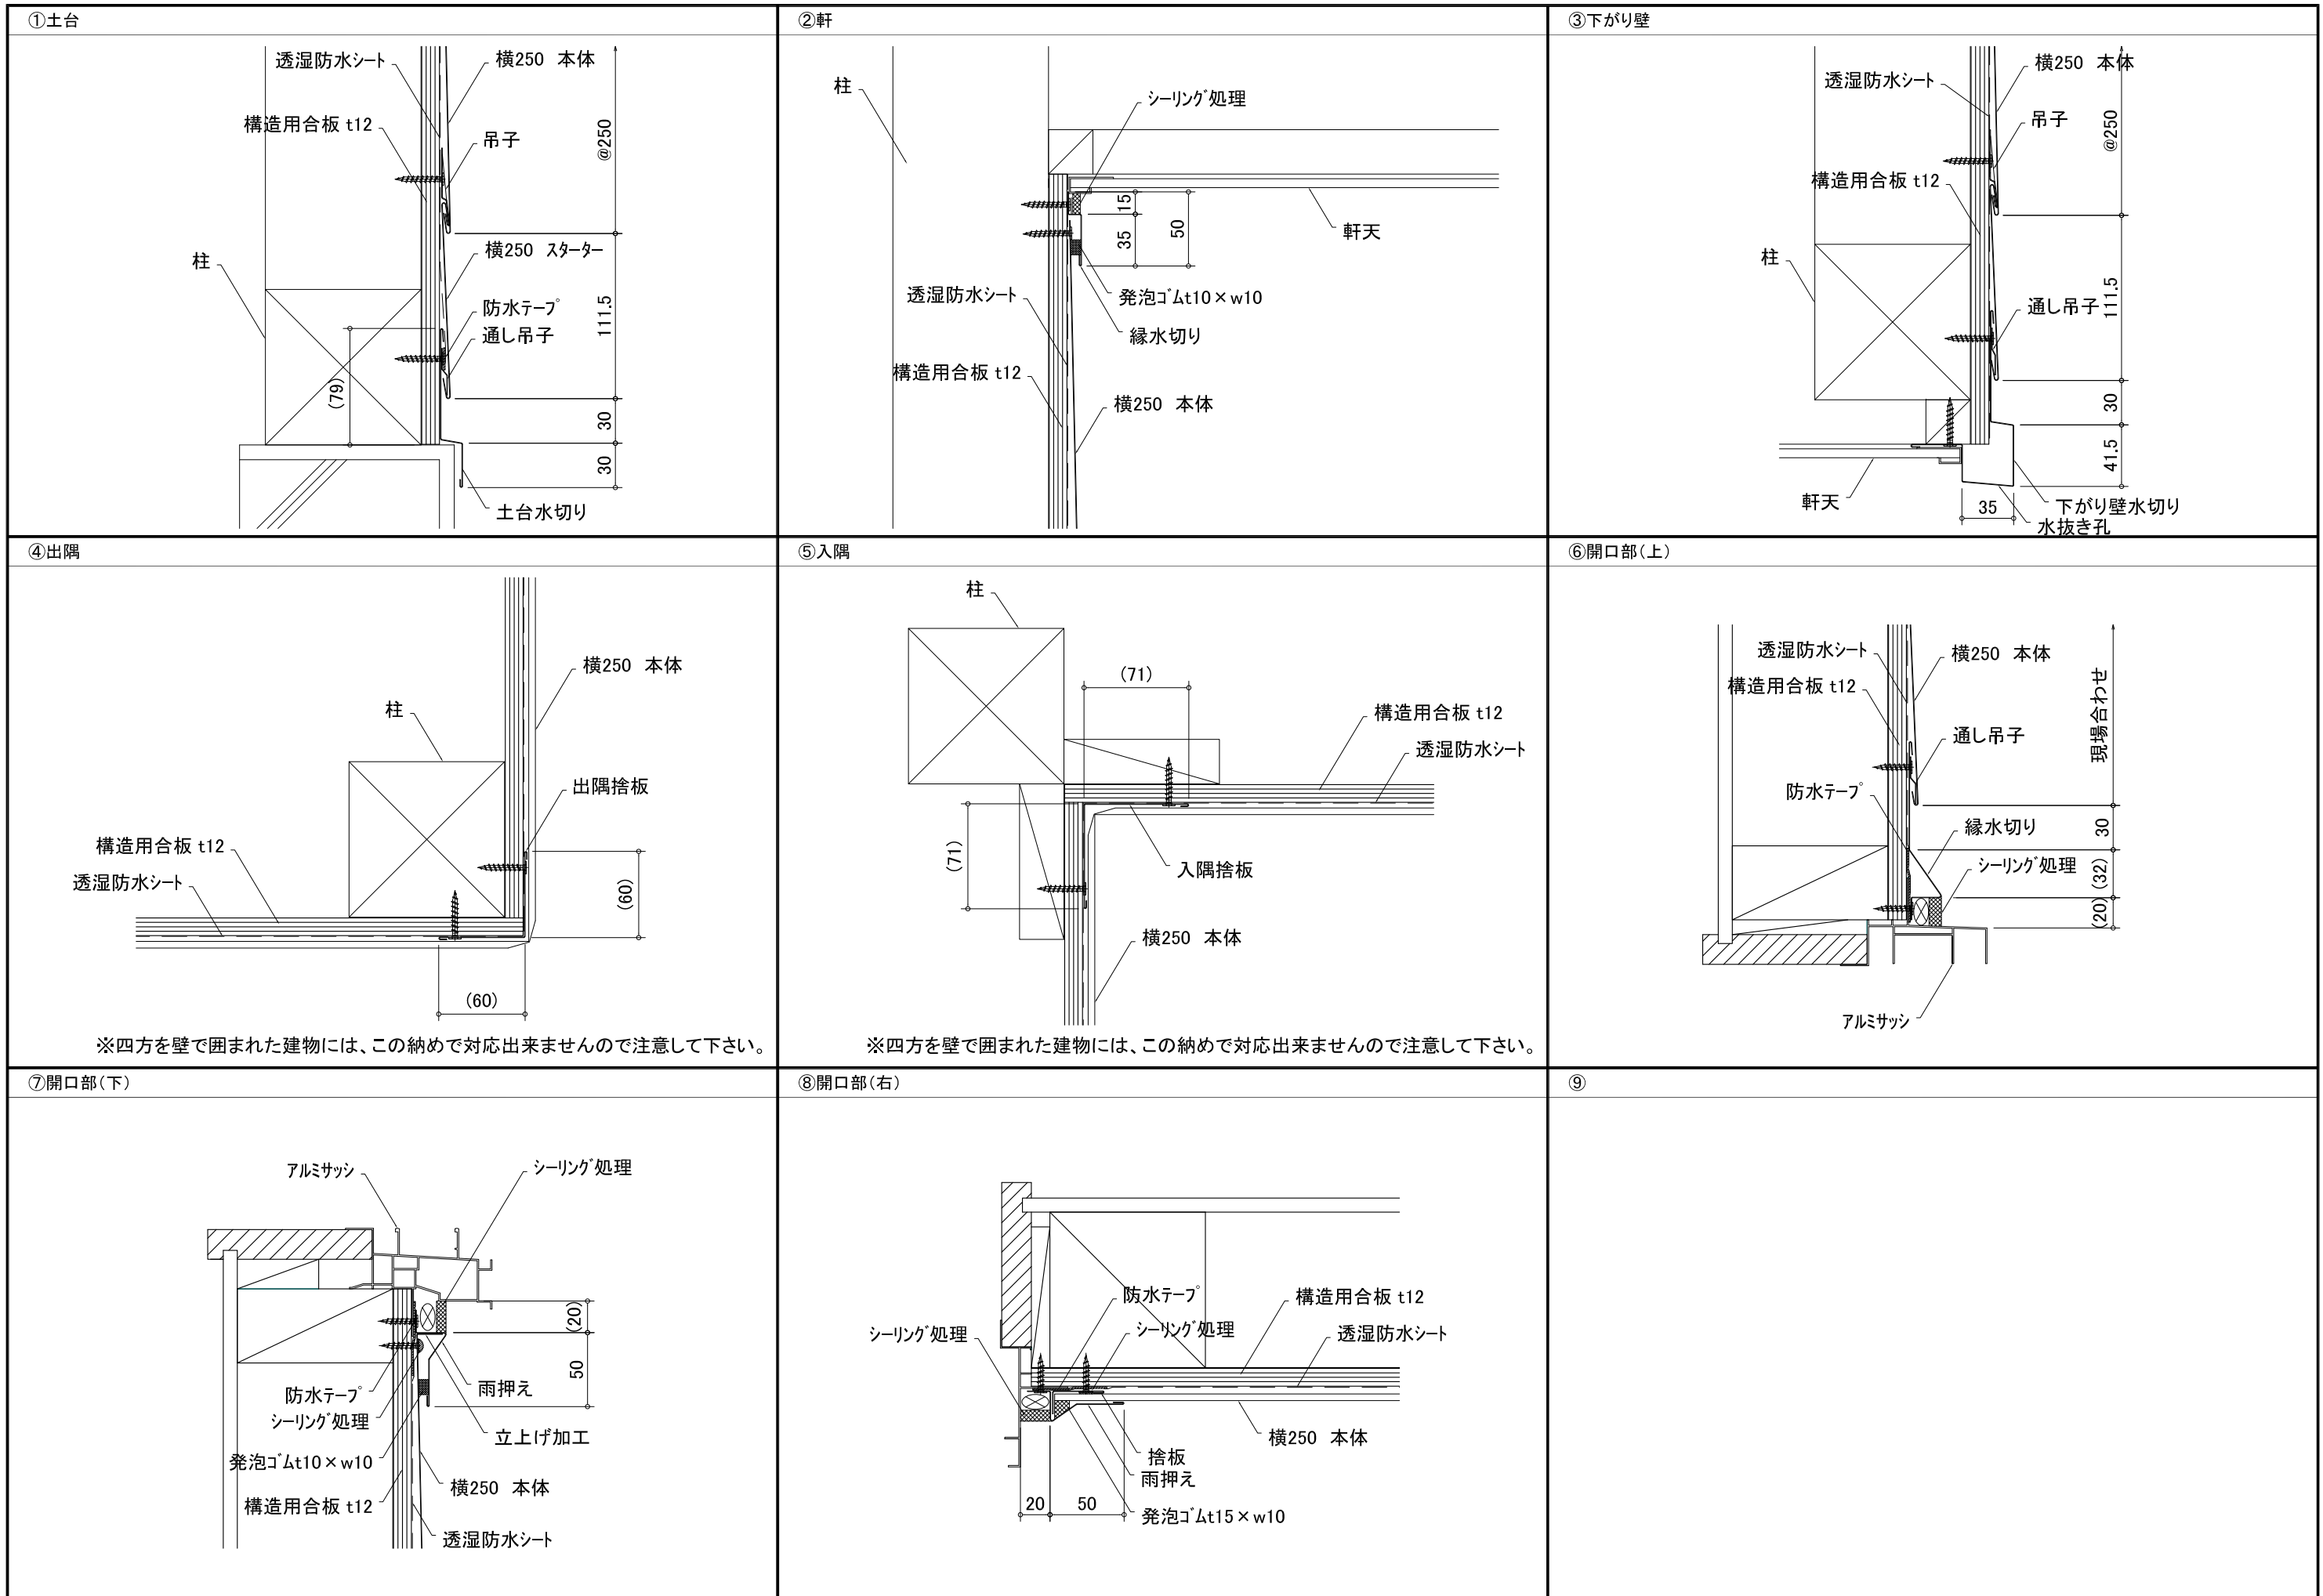 ①土台
透湿防水シート
横250　本体
構造用合板 t12
吊子
@250
柱
横250　ｽﾀｰﾀｰ
防水テープ
通し吊子
111.5
(79)
30
30
土台水切り
②軒
柱
シーリング処理
15
35
50
軒天
透湿防水シート
発泡ｺﾞﾑt10×w10
縁水切り
構造用合板 t12
横250　本体
③下がり壁
横250　本体
透湿防水シート
吊子
@250
構造用合板 t12
柱
通し吊子
111.5
30
41.5
軒天
35
下がり壁水切り
水抜き孔
④出隅
横250　本体
柱
出隅捨板
構造用合板 t12
透湿防水シート
(60)
(60)
※四方を壁で囲まれた建物には、この納めで対応出来ませんので注意して下さい。
⑤入隅
柱
(71)
構造用合板 t12
透湿防水シート
(71)
入隅捨板
横250　本体
※四方を壁で囲まれた建物には、この納めで対応出来ませんので注意して下さい。
⑥開口部(上)
透湿防水シート
横250　本体
構造用合板 t12
現場合わせ
通し吊子
防水テープ
縁水切り
30
シーリング処理
(32)
(20)
アルミサッシ
⑦開口部(下)
アルミサッシ
シーリング処理
(20)
50
防水テープ
雨押え
シーリング処理
立上げ加工
発泡ｺﾞﾑt10×w10
横250　本体
構造用合板 t12
透湿防水シート
⑧開口部(右)
防水テープ
構造用合板 t12
シーリング処理
シーリング処理
透湿防水シート
横250　本体
捨板
雨押え
20
50
発泡ｺﾞﾑt15×w10
⑨